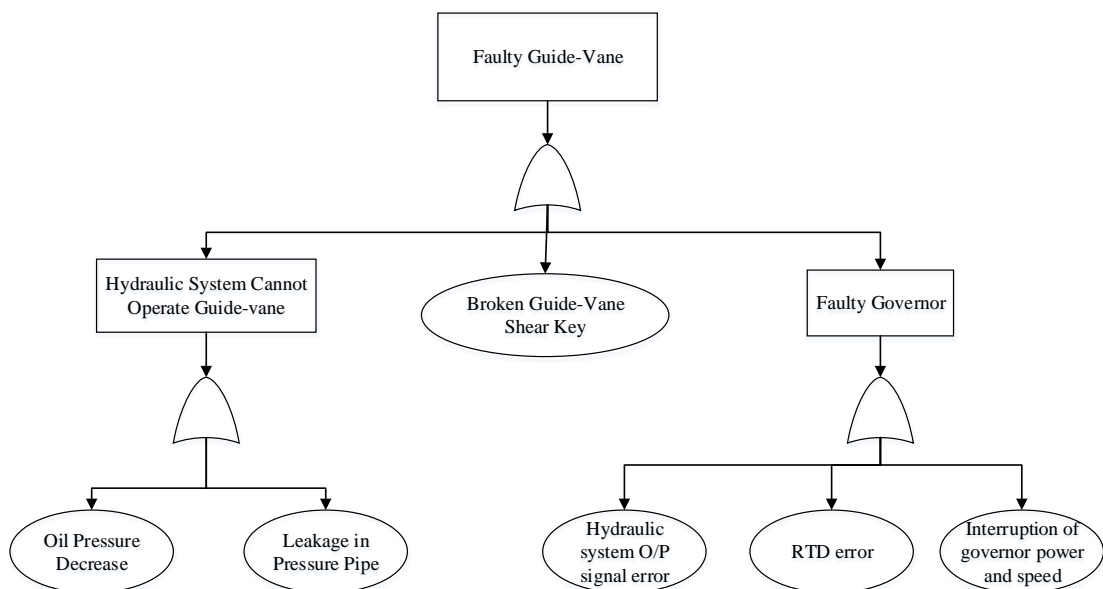 Faulty Guide-Vane
Hydraulic System Cannot
Operate Guide-vane
Broken Guide-Vane
Shear Key
Faulty Governor
Oil Pressure
Decrease
Leakage in
Pressure Pipe
Hydraulic
system O/P
signal error
RTD error
Interruption of
governor power
and speed